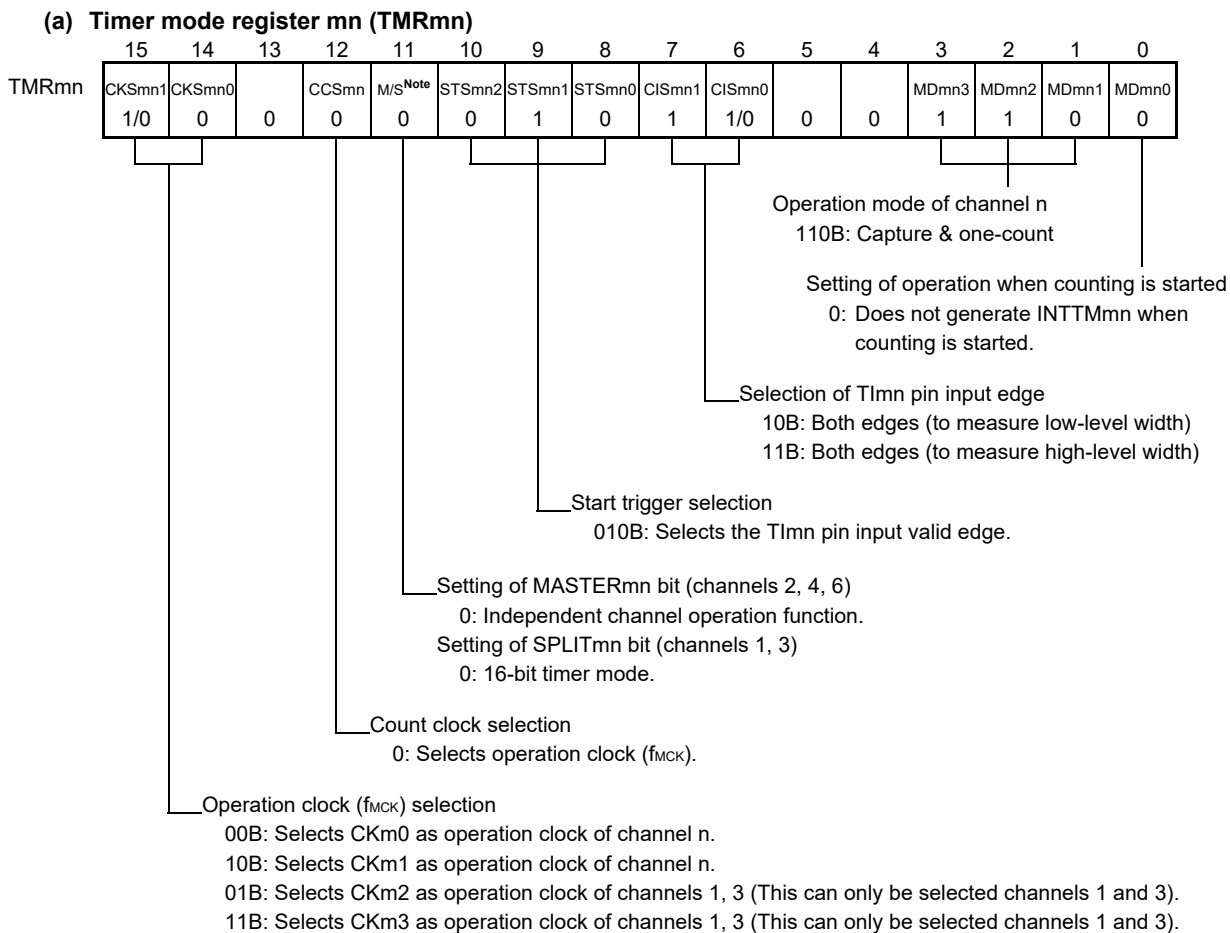 (a) Timer mode register mn (TMRmn)
15 14 13 12 11 10 9 8 7 6 5 4 3 2 1 0
TMRmn CKSmn1 CKSmn0 CCSmn M/SNote STSmn2 STSmn1 STSmn0 CISmn1 CISmn0 MDmn3 MDmn2 MDmn1 MDmn0
1/0 0 0 0 0 0 1 0 1 1/0 0 0 1 1 0 0
Operation mode of channel n
110B: Capture & one-count
Setting of operation when counting is started
0: Does not generate INTTMmn when
counting is started.
Selection of TImn pin input edge
10B: Both edges (to measure low-level width)
11B: Both edges (to measure high-level width)
Start trigger selection
010B: Selects the TImn pin input valid edge.
Setting of MASTERmn bit (channels 2, 4, 6)
0: Independent channel operation function.
Setting of SPLITmn bit (channels 1, 3)
0: 16-bit timer mode.
Count clock selection
0: Selects operation clock (fMCK).
Operation clock (fMCK) selection
00B: Selects CKm0 as operation clock of channel n.
10B: Selects CKm1 as operation clock of channel n.
01B: Selects CKm2 as operation clock of channels 1, 3 (This can only be selected channels 1 and 3).
11B: Selects CKm3 as operation clock of channels 1, 3 (This can only be selected channels 1 and 3).